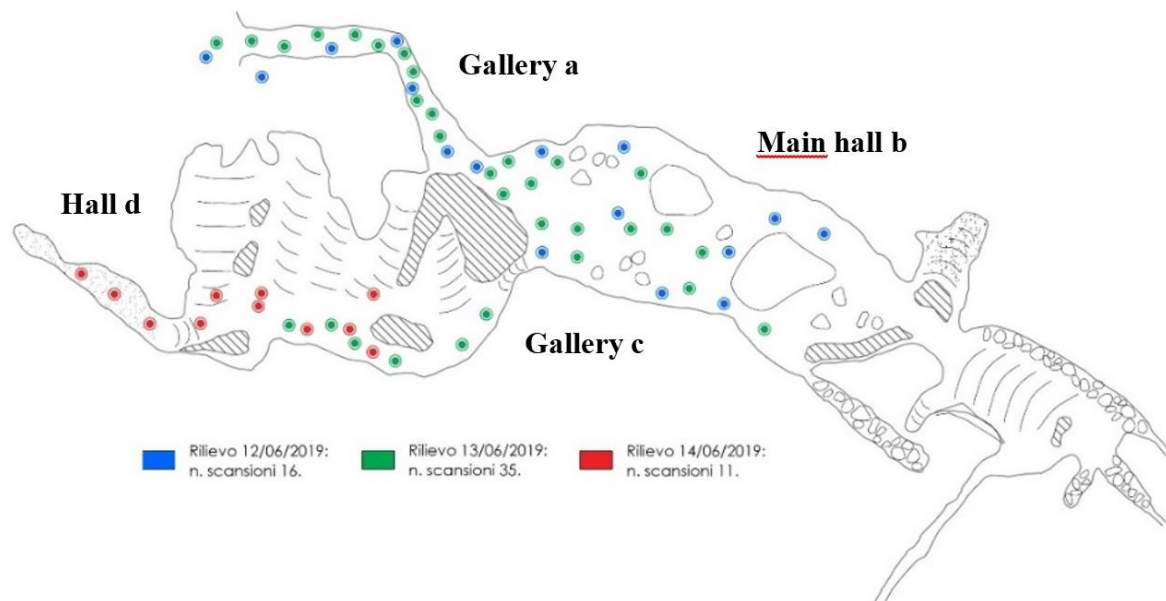 Gallery a
Main hall b
Hall d
Gallery c
Rilievo 12/06/2019:
n. scansioni 16.
Rilievo 13/06/2019:
n. scansioni 35.
Rilievo 14/06/2019:
n. scansioni 11.